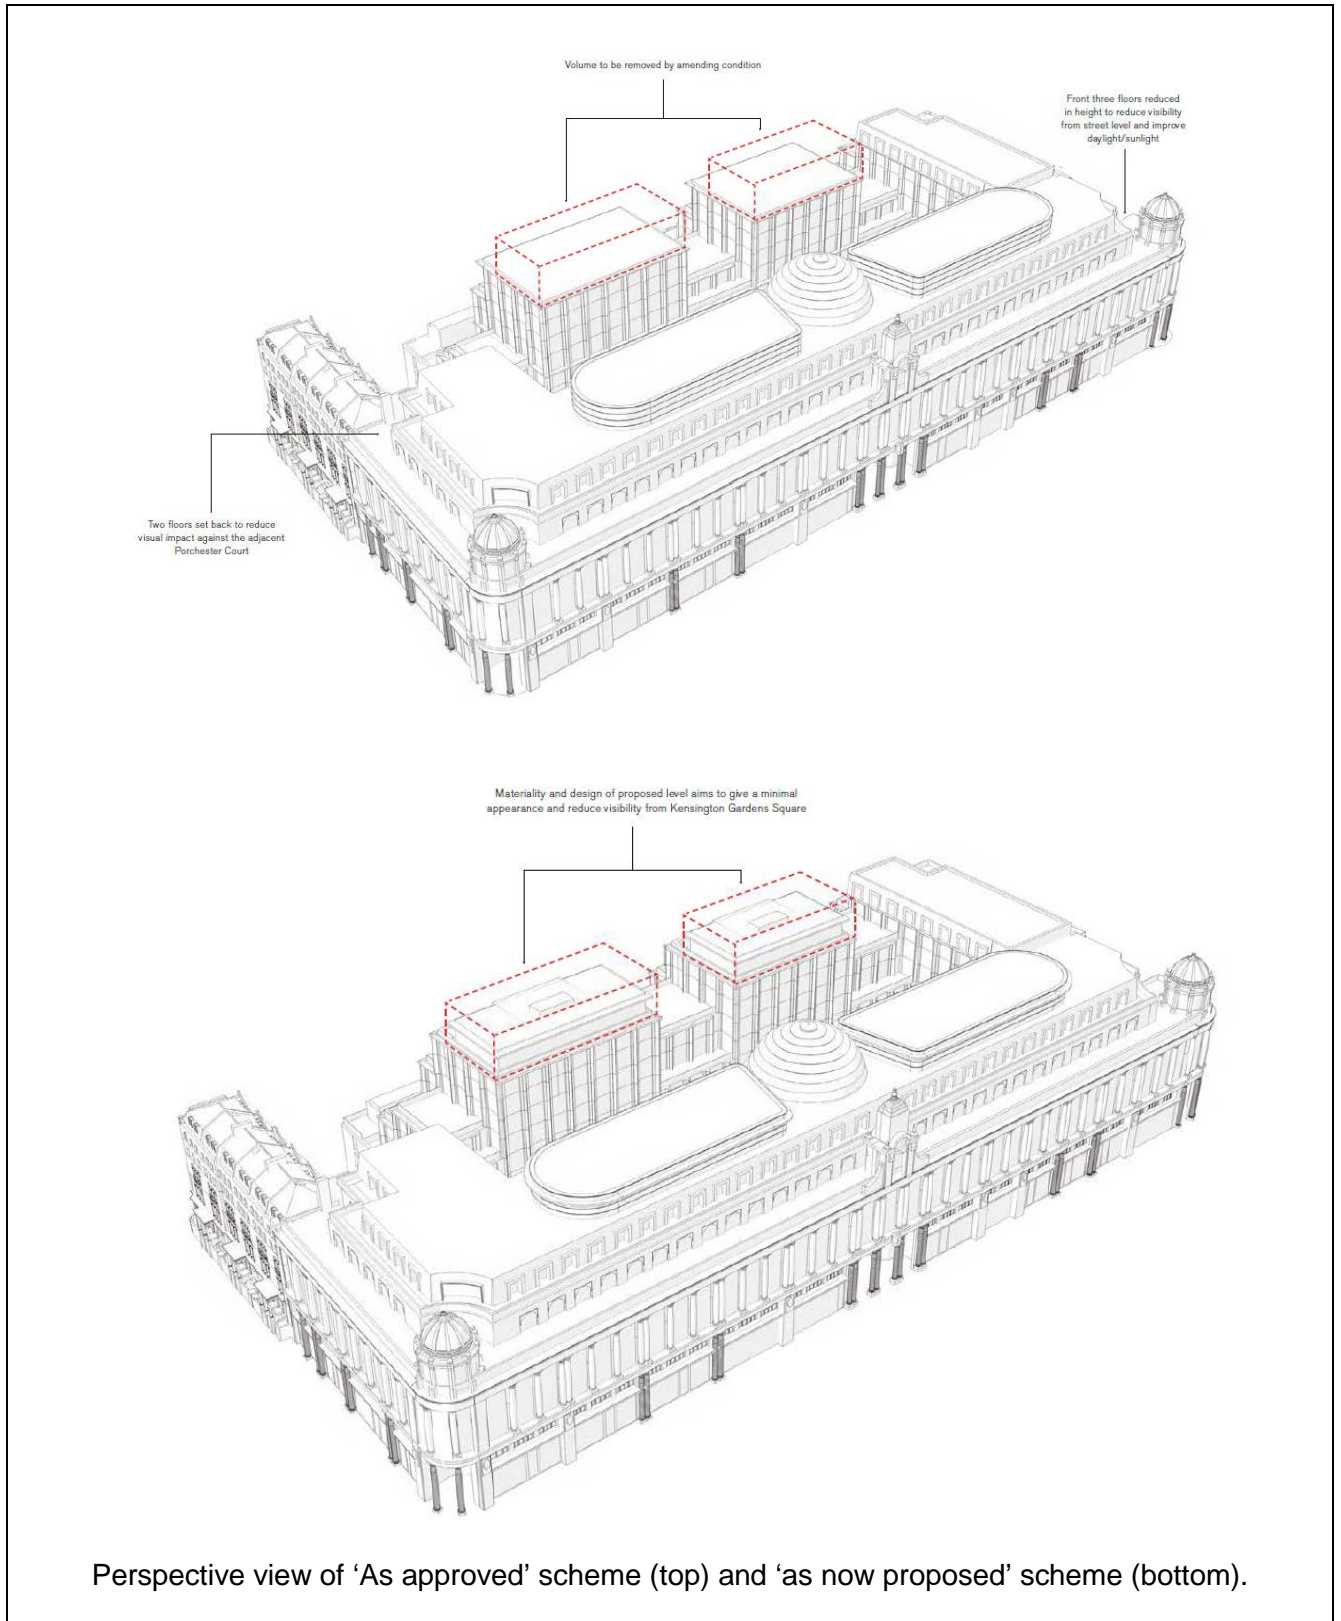 Volume to be removed by amending condition
Front three floors reduced
in height to reduce visibility
from street level and improve
daylight/sunlight
Two floors set back to reduce
visual impact against the adjacent
Porchester Court
Materiality and design of proposed level aims to give a minimal
appearance and reduce visibility from Kensington Gardens Square
Perspective view of ‘As approved’ scheme (top) and ‘as now proposed’ scheme (bottom).